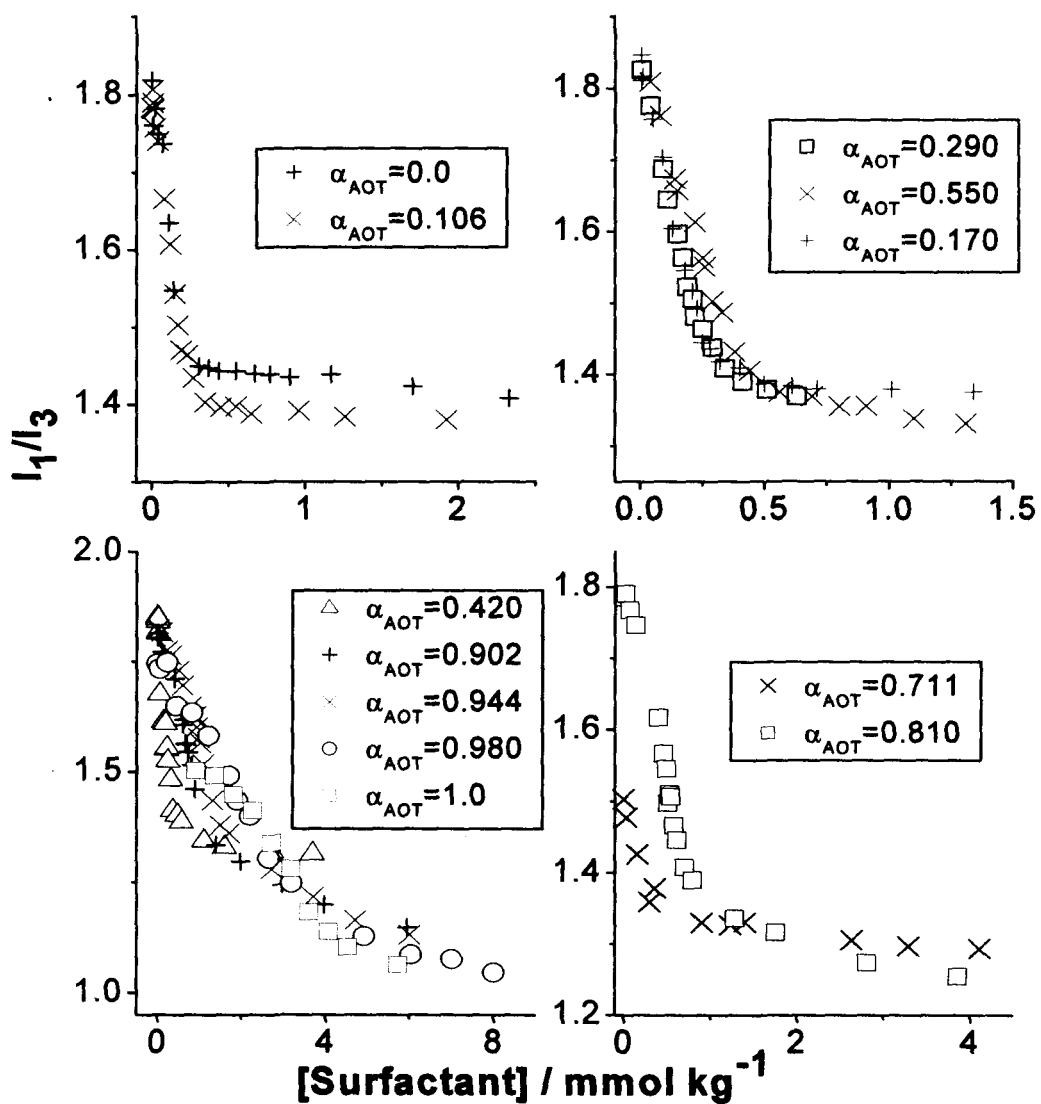 1.8
1.6
1.4
0 1 2
+ α_AOT=0.0
× α_AOT=0.106
1.8
1.6
1.4
0.0 0.5 1.0 1.5
□ α_AOT=0.290
× α_AOT=0.550
+ α_AOT=0.170
I₁/I₃
2.0
1.5
1.0
0 4 8
△ α_AOT=0.420
+ α_AOT=0.902
× α_AOT=0.944
○ α_AOT=0.980
□ α_AOT=1.0
1.8
1.6
1.4
1.2
0 2 4
× α_AOT=0.711
□ α_AOT=0.810
[Surfactant] / mmol kg⁻¹